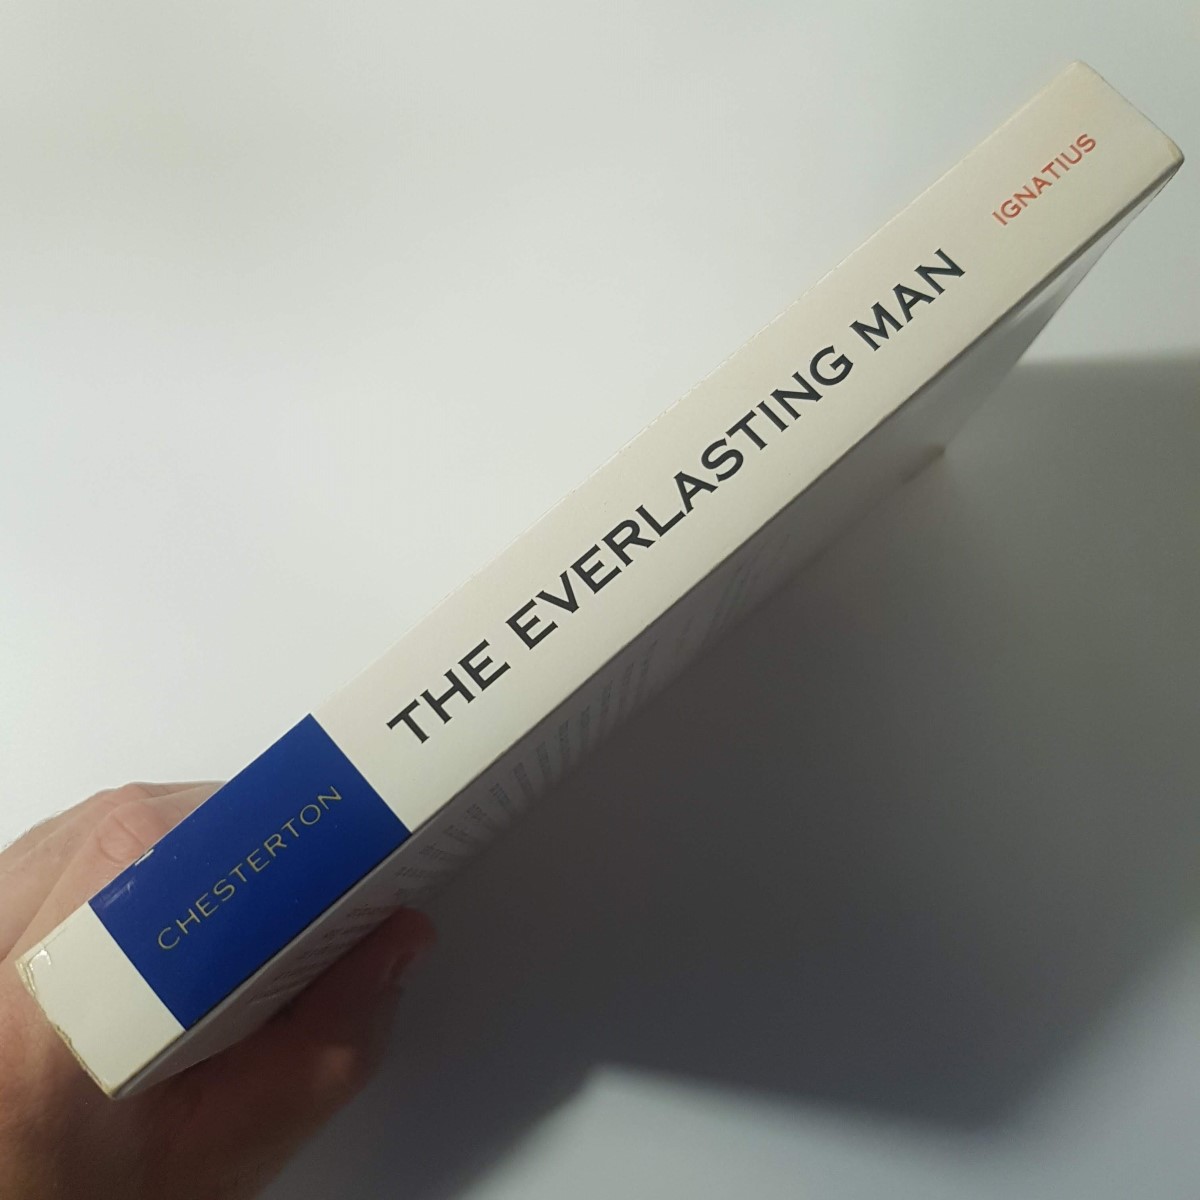 CHESTERTON
THE EVERLASTING MAN
IGNATIUS